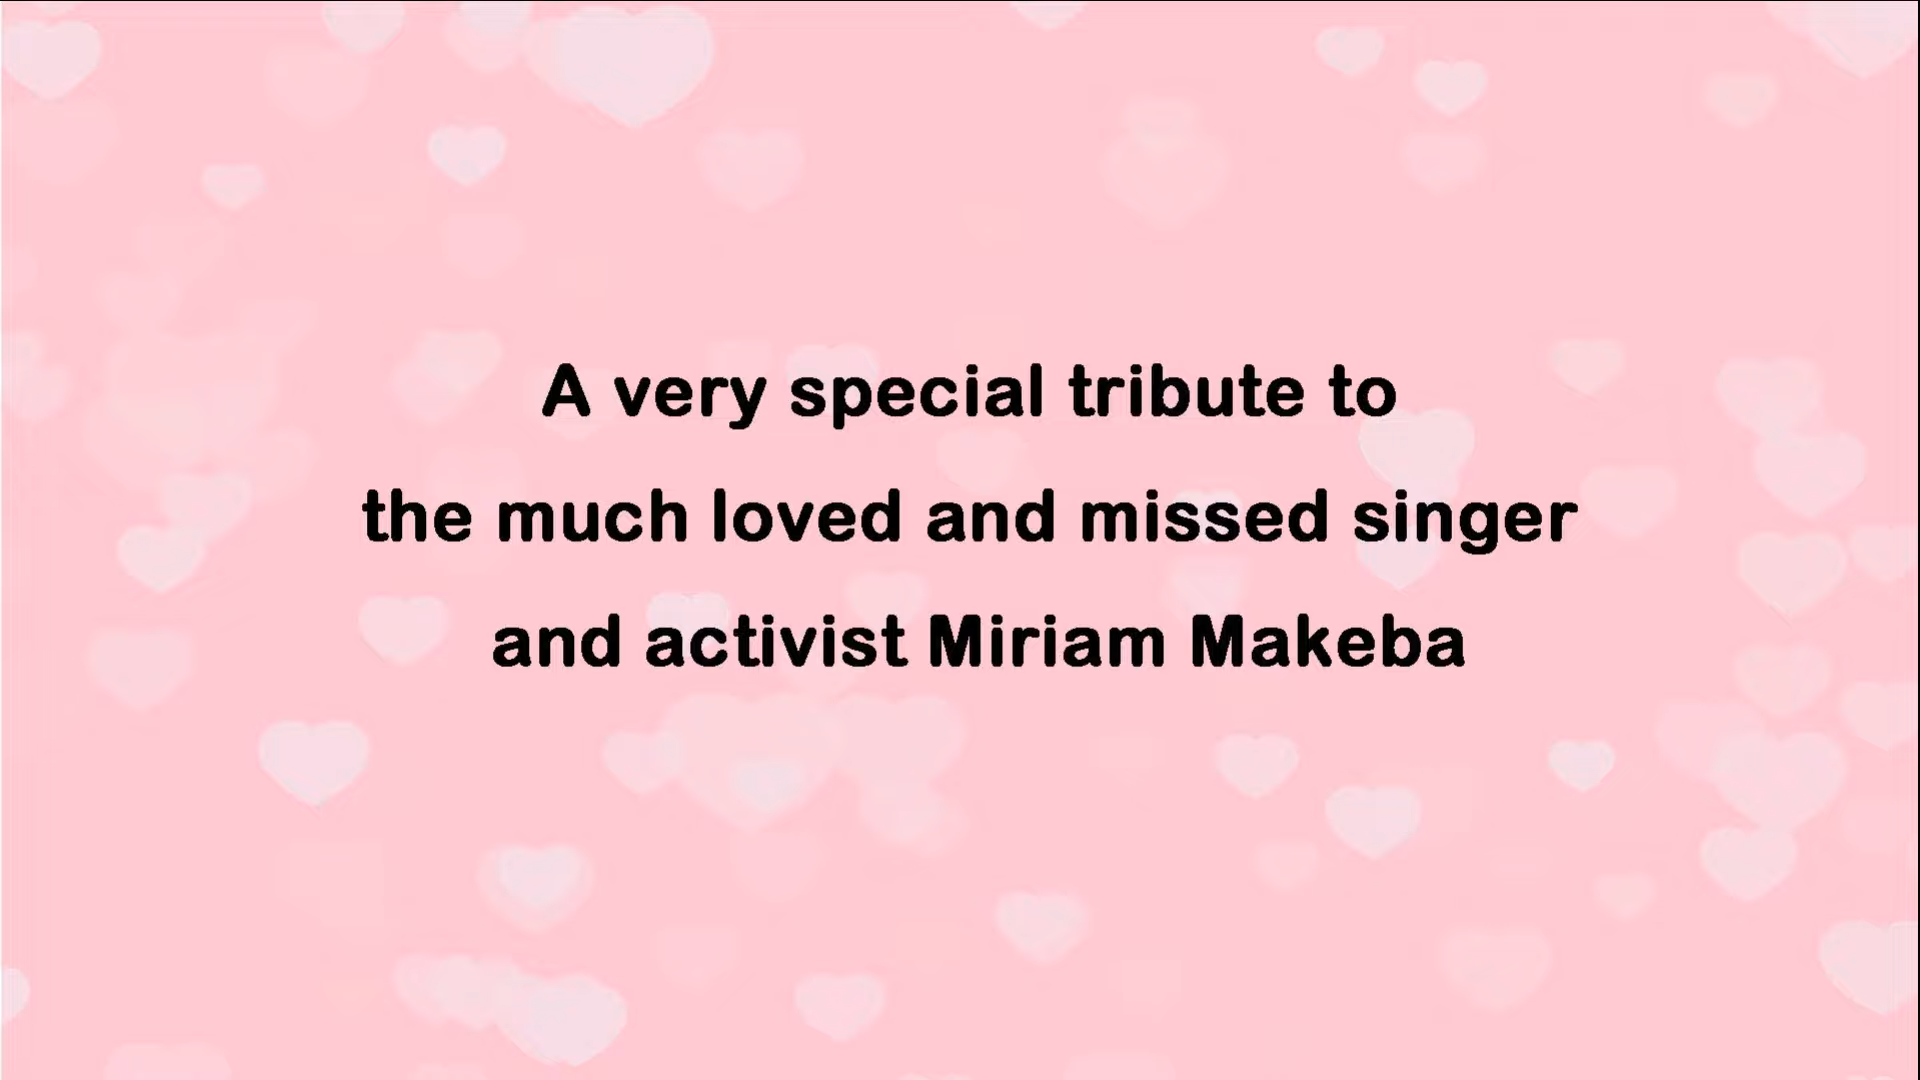 A very special tribute to
the much loved and missed singer
and activist Miriam Makeba